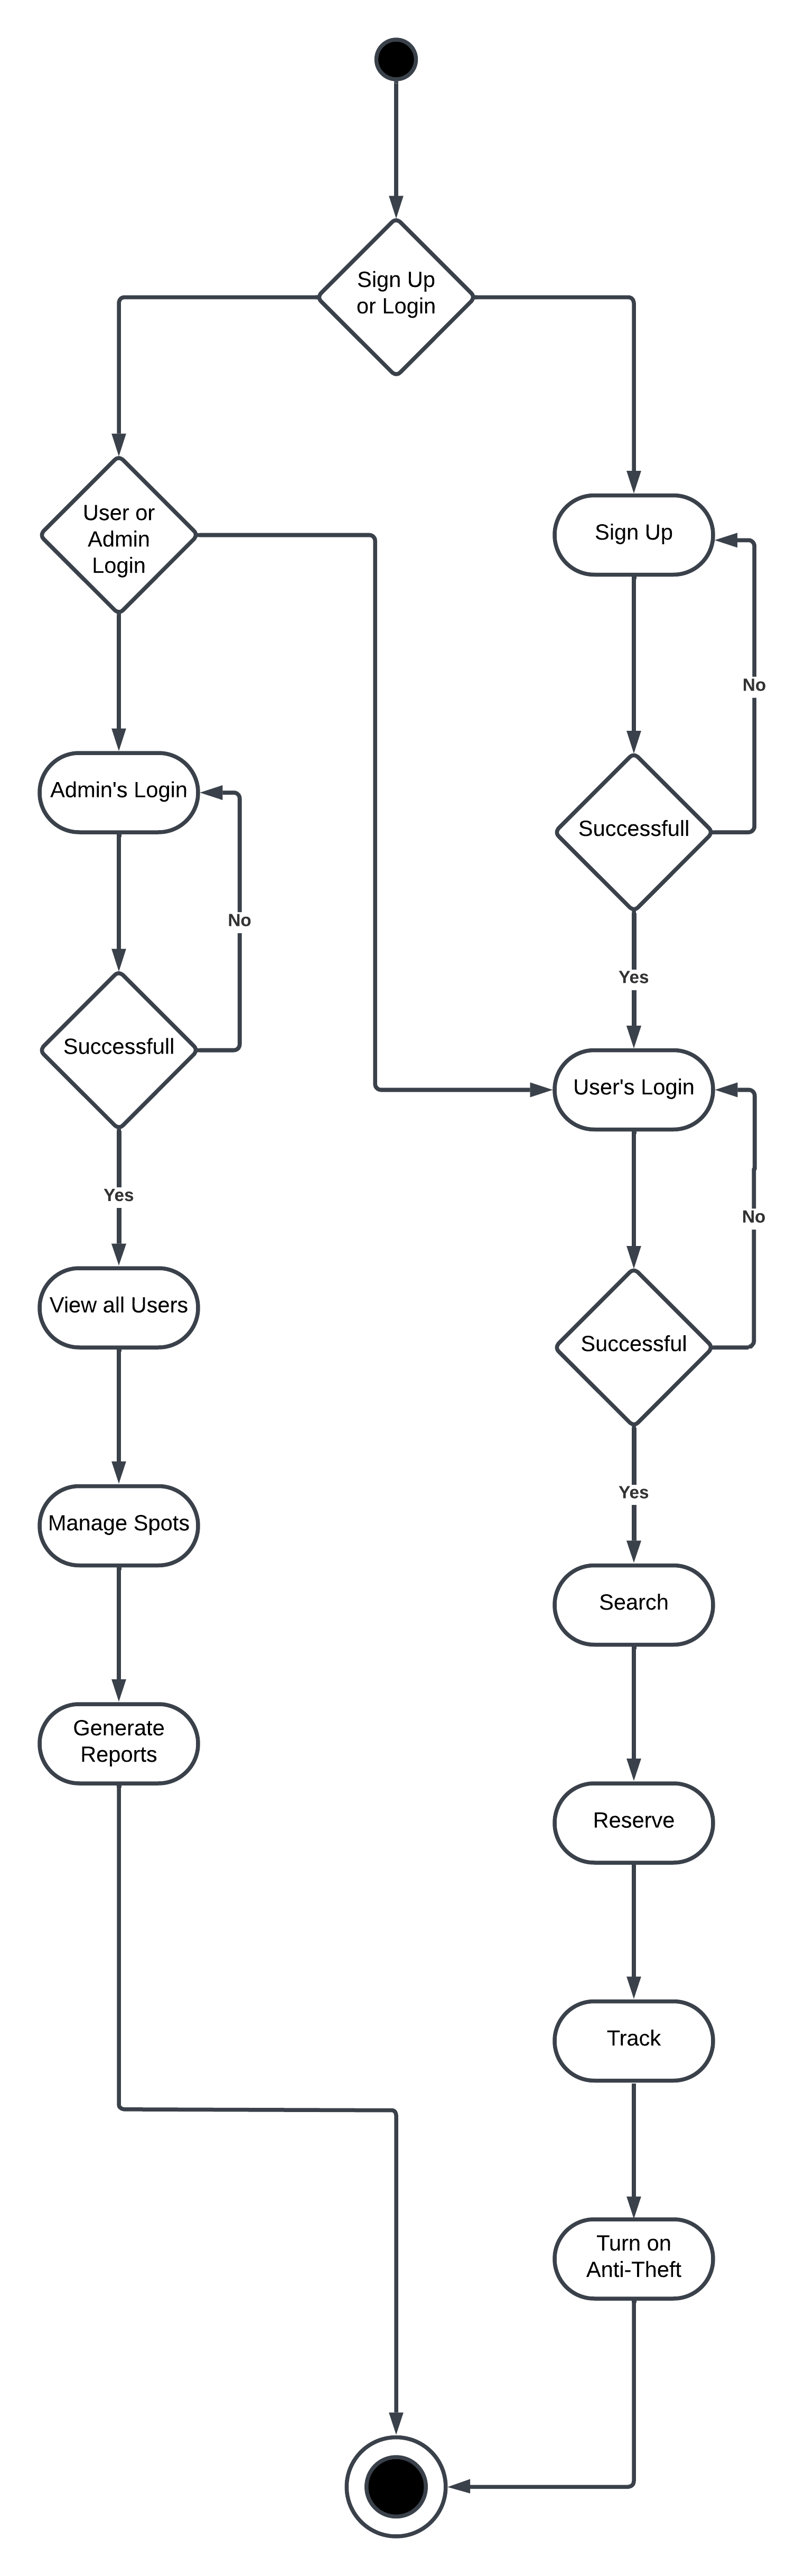 Sign Up
or Login
User or
Admin
Login
Sign Up
No
Admin's Login
Successfull
No
Yes
Successfull
User's Login
Yes
No
View all Users
Successful
Yes
Manage Spots
Search
Generate
Reports
Reserve
Track
Turn on
Anti-Theft